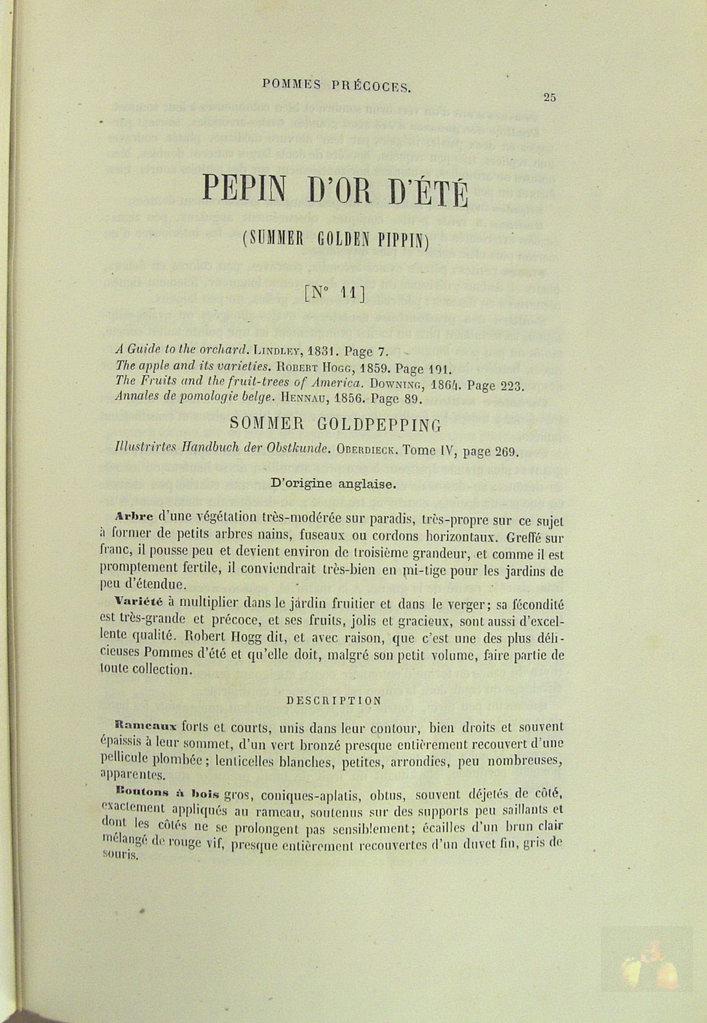 POMMES PRÉCOCES.
25
PEPIN D'OR D'ÉTÉ
(SUMMER GOLDEN PIPPIN)
[N° 11]
A Guide to the orchard. LINDLEY, 1831. Page 7.
The apple and its varieties. ROBERT HOGG, 1859. Page 191.
The Fruits and the fruit-trees of America. DOWNING, 1864. Page 223.
Annales de pomologie belge. HENNAU, 1856. Page 89.
SOMMER GOLDPEPPING
Illustrirtes Handbuch der Obstkunde. OBERDIECK. Tome IV, page 269.
D'origine anglaise.
Arbre d'une végétation très-modérée sur paradis, très-propre sur ce sujet
à former de petits arbres nains, fuseaux ou cordons horizontaux. Greffé sur
franc, il pousse peu et devient environ de troisième grandeur, et comme il est
promptement fertile, il conviendrait très-bien en mi-tige pour les jardins de
peu d'étendue.
Variété à multiplier dans le jardin fruitier et dans le verger; sa fécondité
est très-grande et précoce, et ses fruits, jolis et gracieux, sont aussi d'excel-
lente qualité. Robert Hogg dit, et avec raison, que c'est une des plus déli-
cieuses Pommes d'été et qu'elle doit, malgré son petit volume, faire partie de
toute collection.
DESCRIPTION
Rameaux forts et courts, unis dans leur contour, bien droits et souvent
épaissis à leur sommet, d'un vert bronzé presque entièrement recouvert d'une
pellicule plombée; lenticelles blanches, petites, arrondies, peu nombreuses,
apparentes.
Boutons à bois gros, coniques-aplatis, obtus, souvent déjetés de côté,
exactement appliqués au rameau, soutenus sur des supports peu saillants et
dont les côtés ne se prolongent pas sensiblement; écailles d'un brun clair
mélangé de rouge vif, presque entièrement recouvertes d'un duvet fin, gris de
souris.